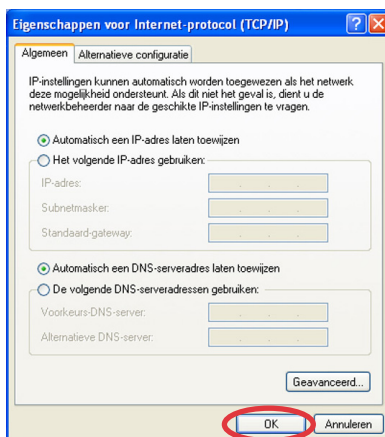 Eigenschappen voor Internet-protocol (TCP/IP)
Algemeen Alternatieve configuratie
IP-instellingen kunnen automatisch worden toegewezen als het netwerk
deze mogelijkheid ondersteunt. Als dit niet het geval is, dient u de
netwerkbeheerder naar de geschikte IP-instellingen te vragen.
Automatisch een IP-adres laten toewijzen
Het volgende IP-adres gebruiken:
IP-adres:
Subnetmasker:
Standaard-gateway:
Automatisch een DNS-serveradres laten toewijzen
De volgende DNS-serveradressen gebruiken:
Voorkeurs-DNS-server:
Alternatieve DNS-server:
Geavanceerd...
OK Annuleren